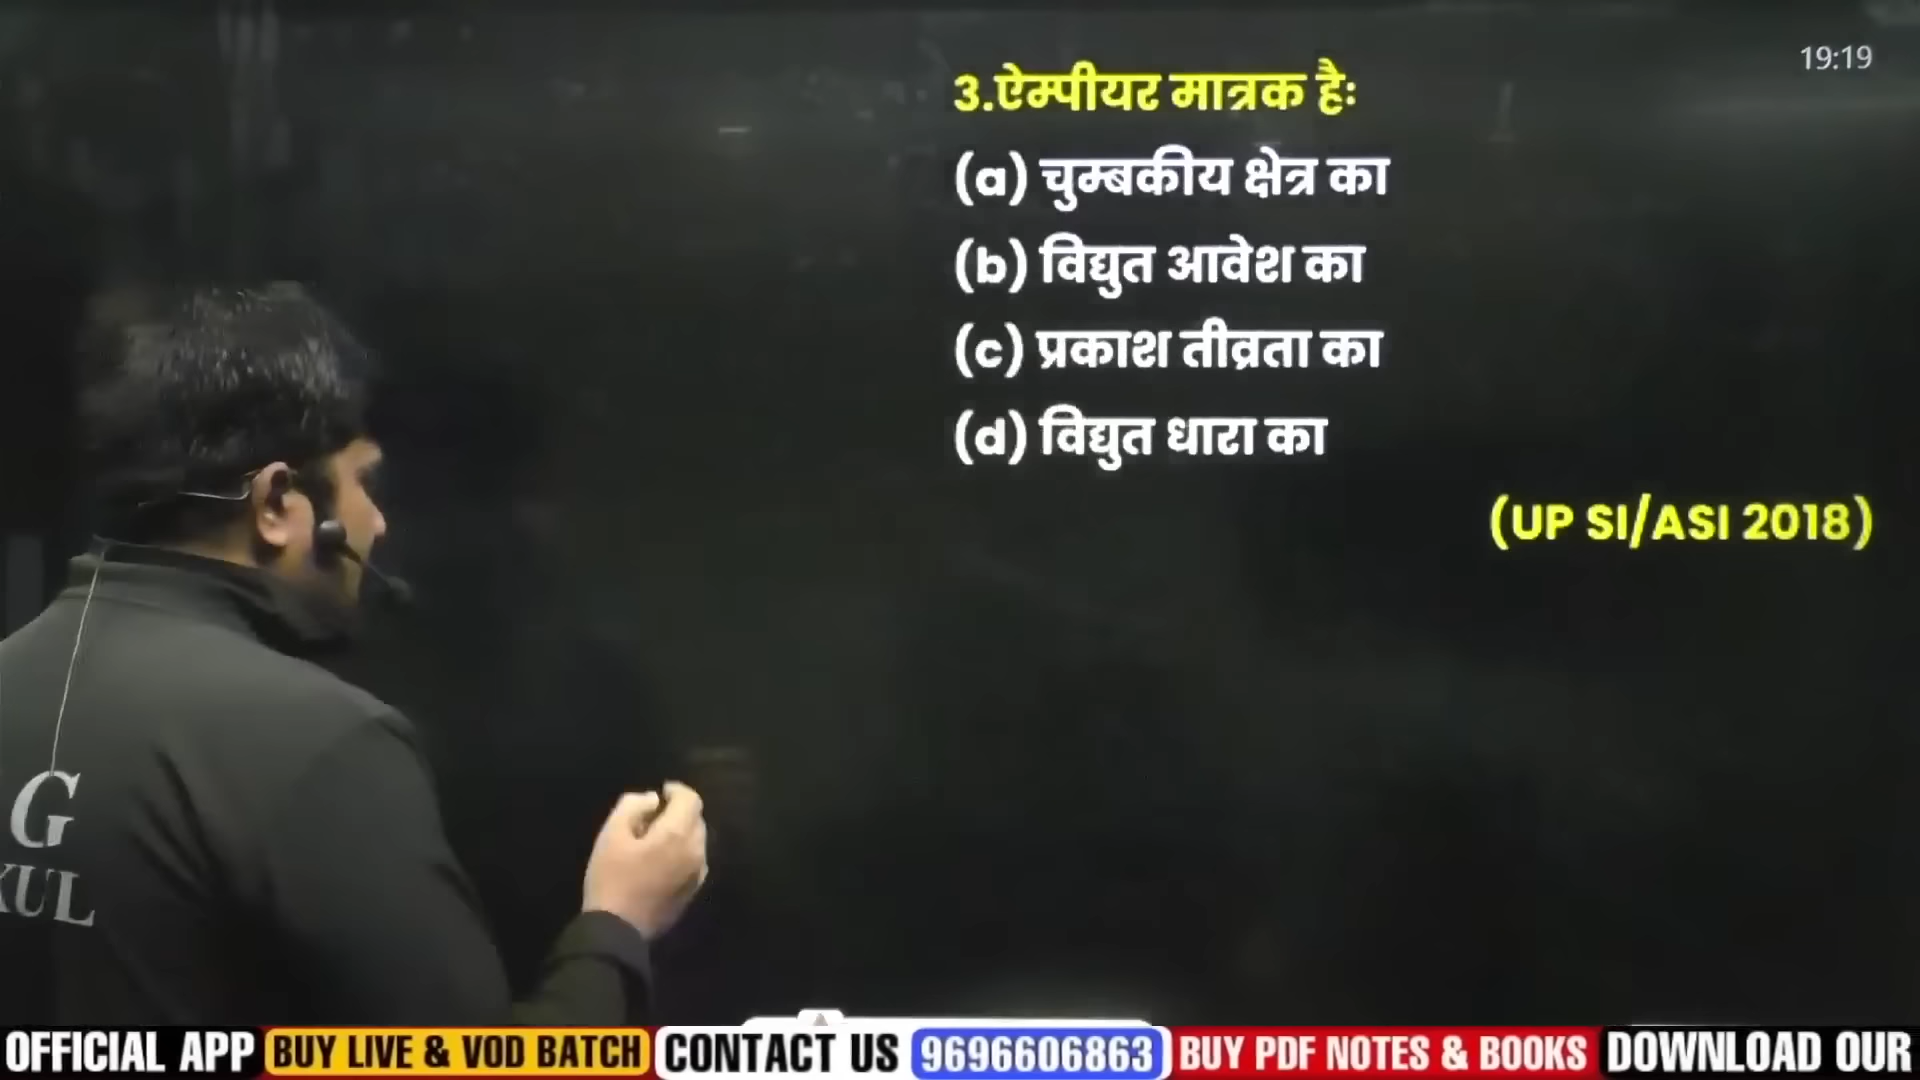 19:19
3.ऐम्पीयर मात्रक हैः
(a) चुम्बकीय क्षेत्र का
(b) विद्युत आवेश का
(c) प्रकाश तीव्रता का
(d) विद्युत धारा का
(UP SI/ASI 2018)
G
KUL
OFFICIAL APP BUY LIVE & VOD BATCH CONTACT US 9696606863 BUY PDF NOTES & BOOKS DOWNLOAD OUR